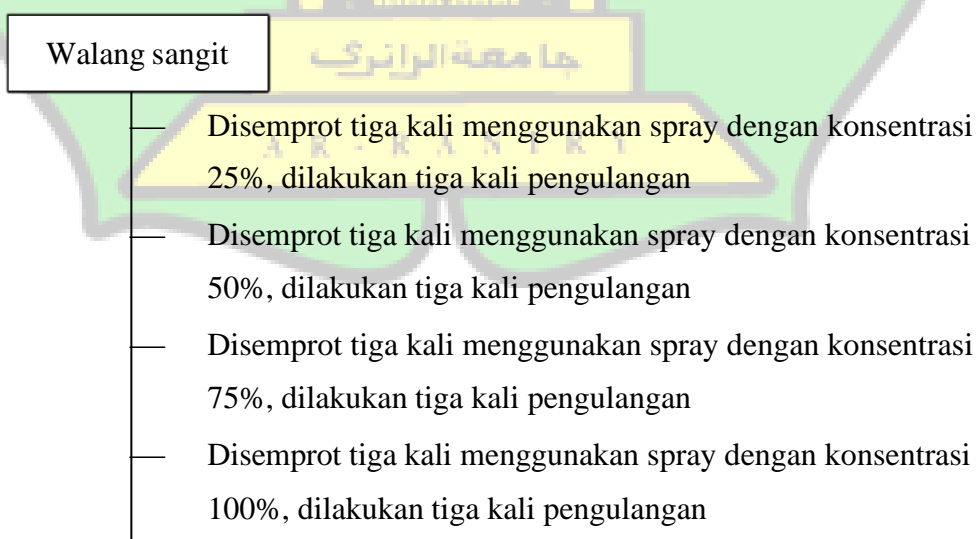 Walang sangit
جامعة الرانري
A R - R A N I R Y
Disemprot tiga kali menggunakan spray dengan konsentrasi
25%, dilakukan tiga kali pengulangan
Disemprot tiga kali menggunakan spray dengan konsentrasi
50%, dilakukan tiga kali pengulangan
Disemprot tiga kali menggunakan spray dengan konsentrasi
75%, dilakukan tiga kali pengulangan
Disemprot tiga kali menggunakan spray dengan konsentrasi
100%, dilakukan tiga kali pengulangan